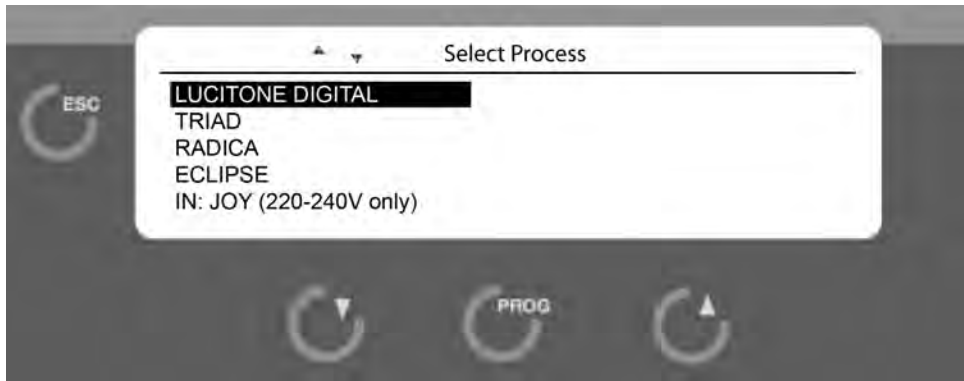 Select Process
ESC
LUCITONE DIGITAL
TRIAD
RADICA
ECLIPSE
IN: JOY (220-240V only)
PROG